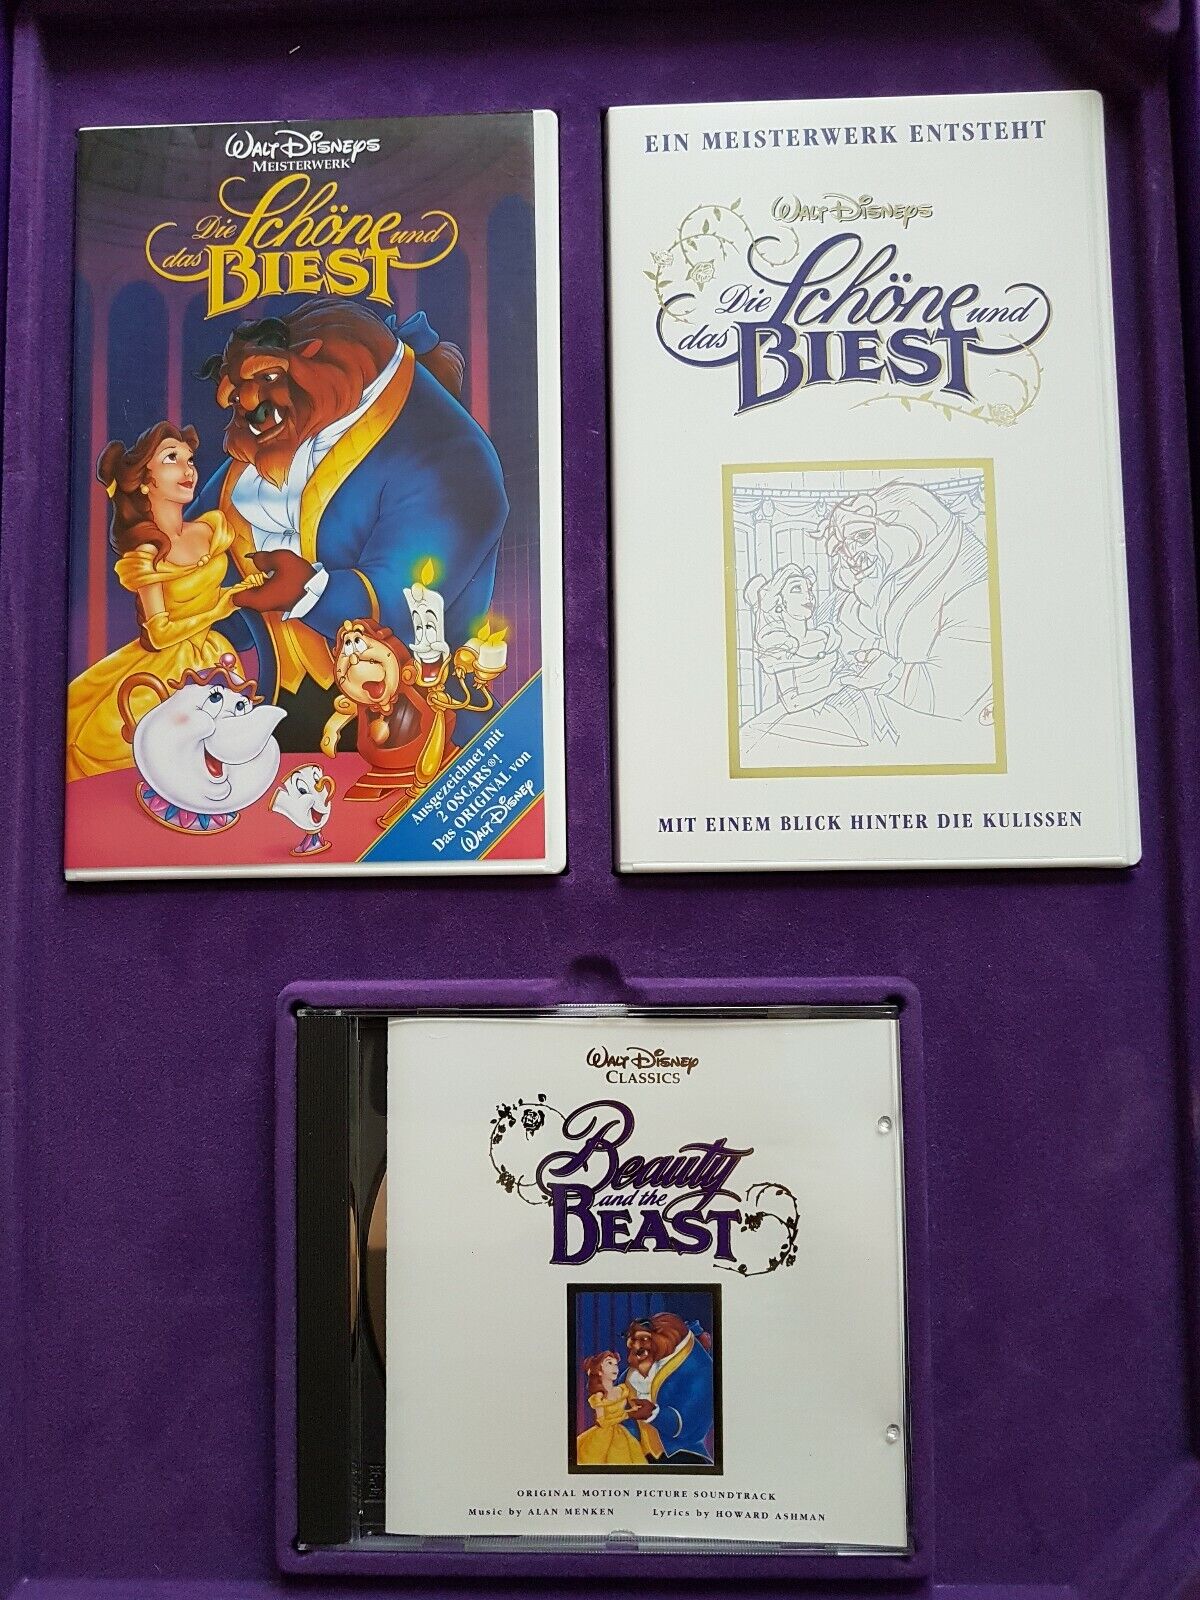 WALT DISNEYS
MEISTERWERK
Die Schöne und
das BIEST
Ausgezeichnet mit
2 OSCARS®!
Das ORIGINAL von
WALT DISNEY
EIN MEISTERWERK ENTSTEHT
WALT DISNEYS
Die Schöne und
das BIEST
MIT EINEM BLICK HINTER DIE KULISSEN
WALT DISNEY
CLASSICS
Beauty
and the
BEAST
ORIGINAL MOTION PICTURE SOUNDTRACK
Music by ALAN MENKEN Lyrics by HOWARD ASHMAN